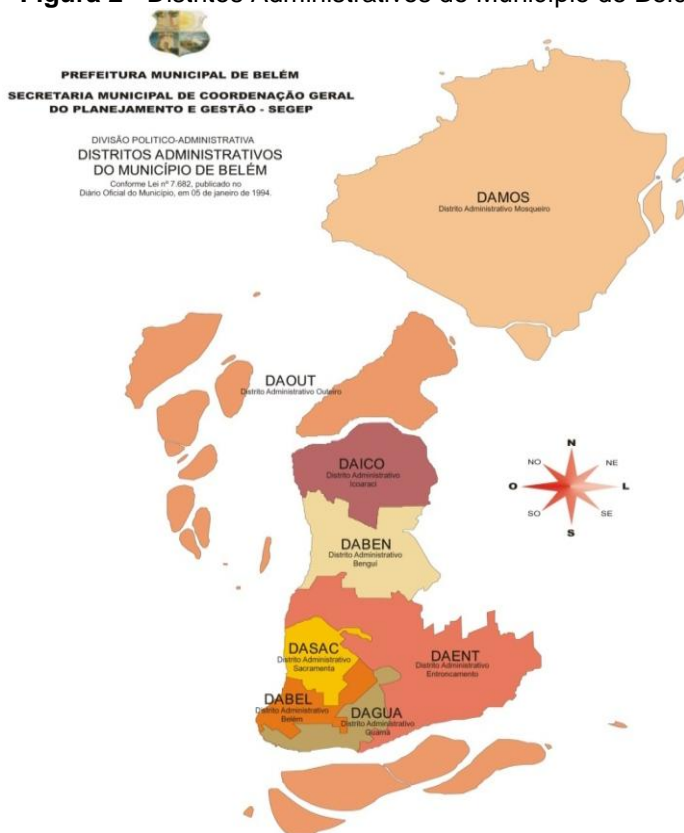 Figura 2 - Distritos Administrativos do Município de
PREFEITURA MUNICIPAL DE BELÉM
SECRETARIA MUNICIPAL DE COORDENAÇÃO GERAL
DO PLANEJAMENTO E GESTÃO - SEGEP
DIVISÃO POLITICO-ADMINISTRATIVA
DISTRITOS ADMINISTRATIVOS
DO MUNICÍPIO DE BELÉM
Conforme Lei nº 7.682, publicado no
Diário Oficial do Município, em 05 de janeiro de 1994.
DAMOS
Distrito Administrativo Mosqueiro
DAOUT
Distrito Administrativo Outeiro
DAICO
Distrito Administrativo
Icoaraci
N
NO
NE
O
L
SO
SE
S
DABEN
Distrito Administrativo
Benguí
DASAC
Distrito Administrativo
Sacramenta
DAENT
Distrito Administrativo
Entroncamento
DABEL
Distrito Administrativo
Belém
DAGUA
Distrito Administrativo
Guamá